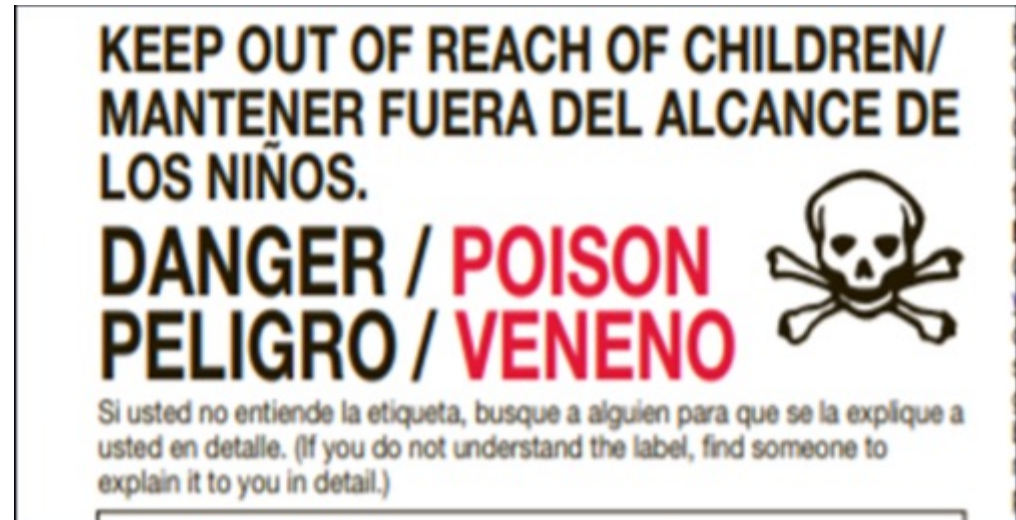 KEEP OUT OF REACH OF CHILDREN/
MANTENER FUERA DEL ALCANCE DE
LOS NIÑOS.
DANGER / POISON
PELIGRO / VENENO
Si usted no entiende la etiqueta, busque a alguien para que se la explique a
usted en detalle. (If you do not understand the label, find someone to
explain it to you in detail.)